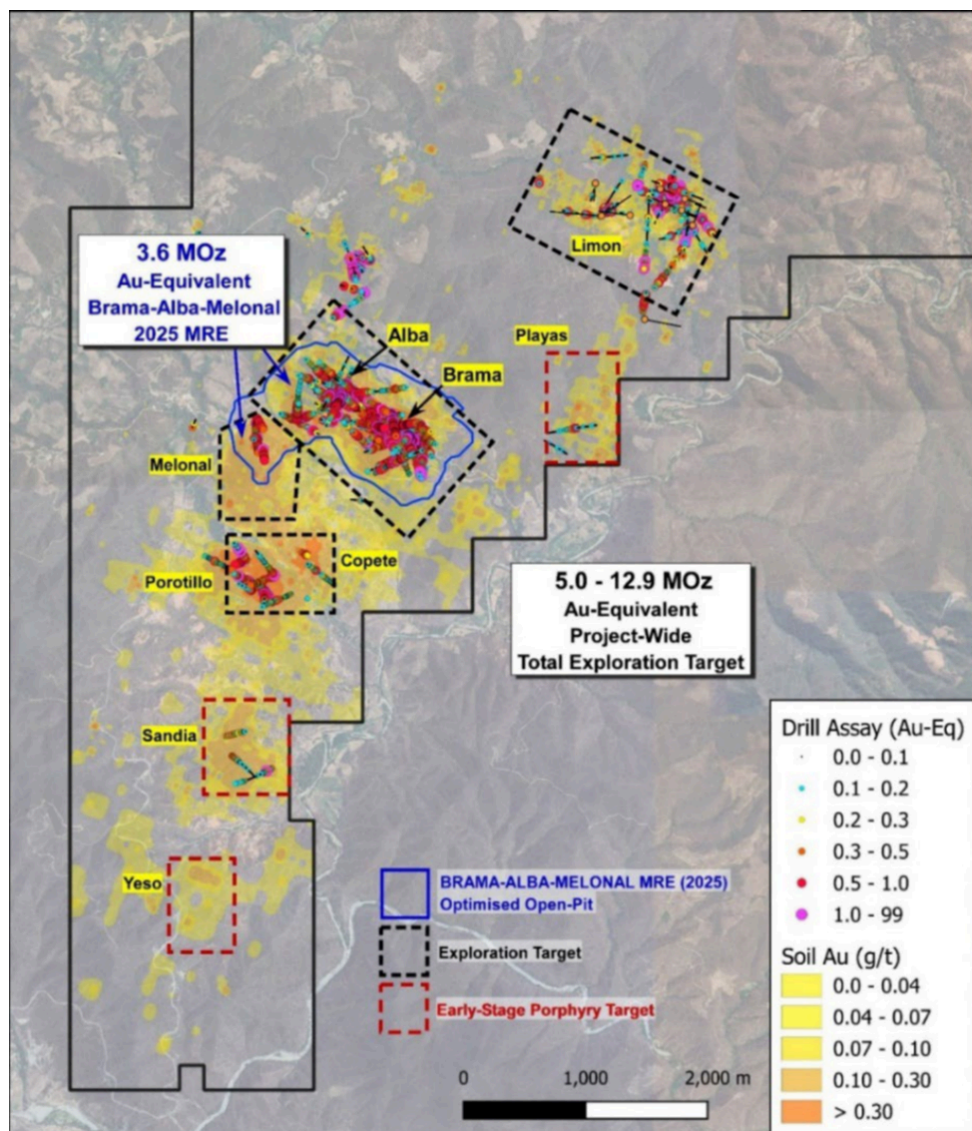 3.6 MOz
Au-Equivalent
Brama-Alba-Melonal
2025 MRE
Limon
Playas
Alba
Brama
Melonal
Copete
Porotillo
5.0 - 12.9 MOz
Au-Equivalent
Project-Wide
Total Exploration Target
Sandia
Yeso
BRAMA-ALBA-MELONAL MRE (2025)
Optimised Open-Pit
Exploration Target
Early-Stage Porphyry Target
0 1,000 2,000 m
Drill Assay (Au-Eq)
0.0 - 0.1
0.1 - 0.2
0.2 - 0.3
0.3 - 0.5
0.5 - 1.0
1.0 - 99
Soil Au (g/t)
0.0 - 0.04
0.04 - 0.07
0.07 - 0.10
0.10 - 0.30
> 0.30